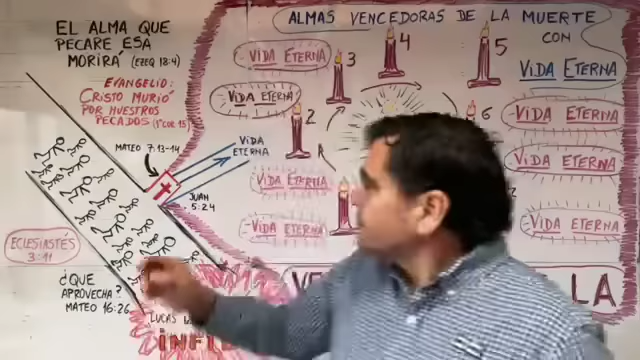 EL ALMA QUE
PECARE ESA
MORIRÁ (EZEQ 18:4)
EVANGELIO:
CRISTO MURIÓ
POR NUESTROS
PECADOS (1ªCOR 15)
MATEO 7:13-14
VIDA
ETERNA
JUAN
5:24
ECLESIASTÉS
3:11
¿QUE
APROVECHA?
MATEO 16:26
LUCAS
ALMAS VENCEDORAS DE LA MUERTE
CON
VIDA ETERNA
VIDA ETERNA
VIDA ETERNA
VIDA ETERNA
VIDA ETERNA
VIDA ETERNA
VIDA ETERNA
VIDA ETERNA
2
3
4
5
6
LA